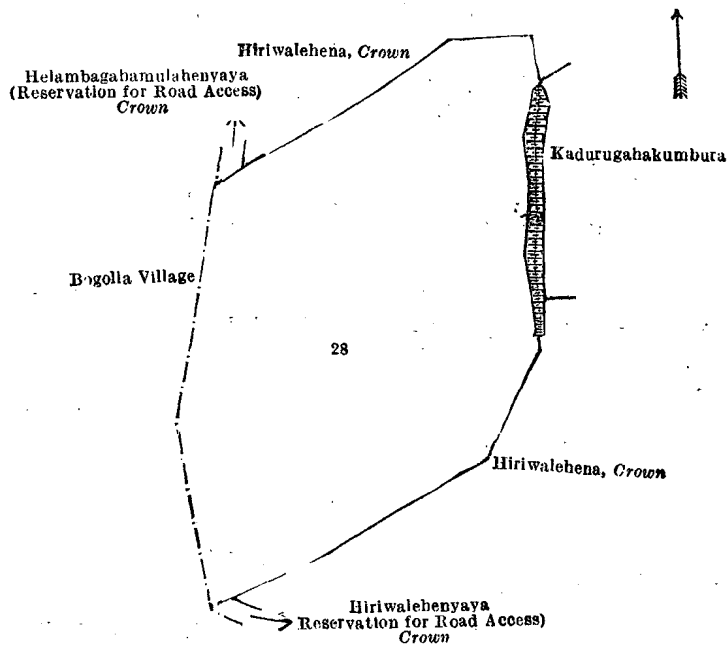 Hiriwalehena, Crown
Helambagahamulahenyaya
(Reservation for Road Access)
Crown
Kadurugahakumbura
Bogolla Village
28
Hiriwalehena, Crown
Hiriwalehenyaya
Reservation for Road Access)
Crown